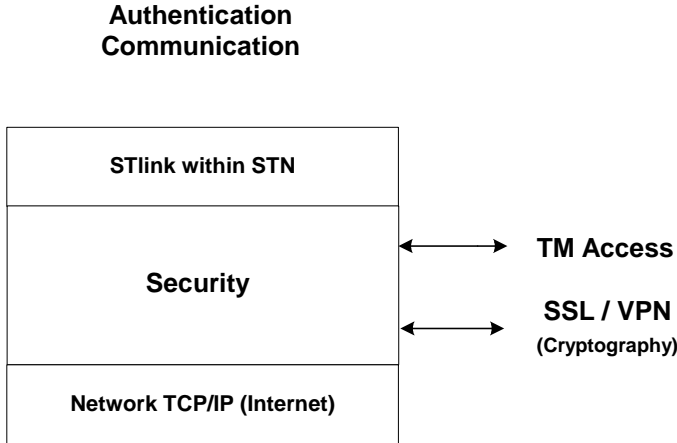 Authentication
Communication
STlink within STN
Security
TM Access
SSL / VPN
(Cryptography)
Network TCP/IP (Internet)